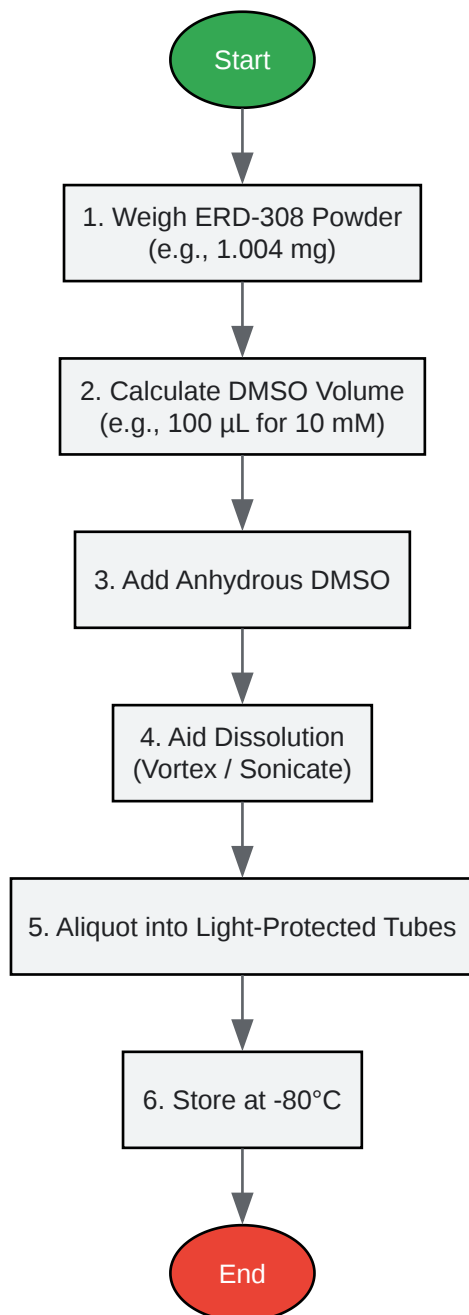 Start
1. Weigh ERD-308 Powder
(e.g., 1.004 mg)
2. Calculate DMSO Volume
(e.g., 100 µL for 10 mM)
3. Add Anhydrous DMSO
4. Aid Dissolution
(Vortex / Sonicate)
5. Aliquot into Light-Protected Tubes
6. Store at -80°C
End